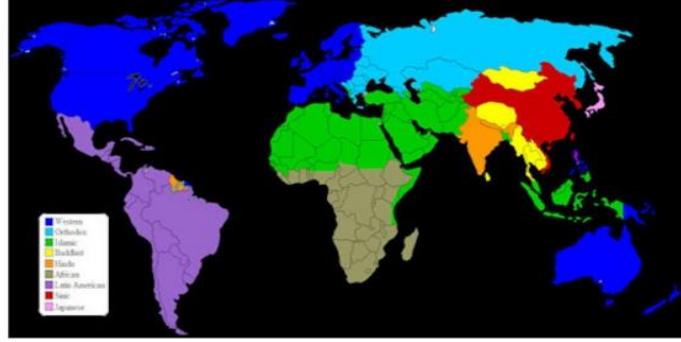 Western
Orthodox
Islamic
Buddhist
Hindu
African
Latin American
Sinic
Japanese